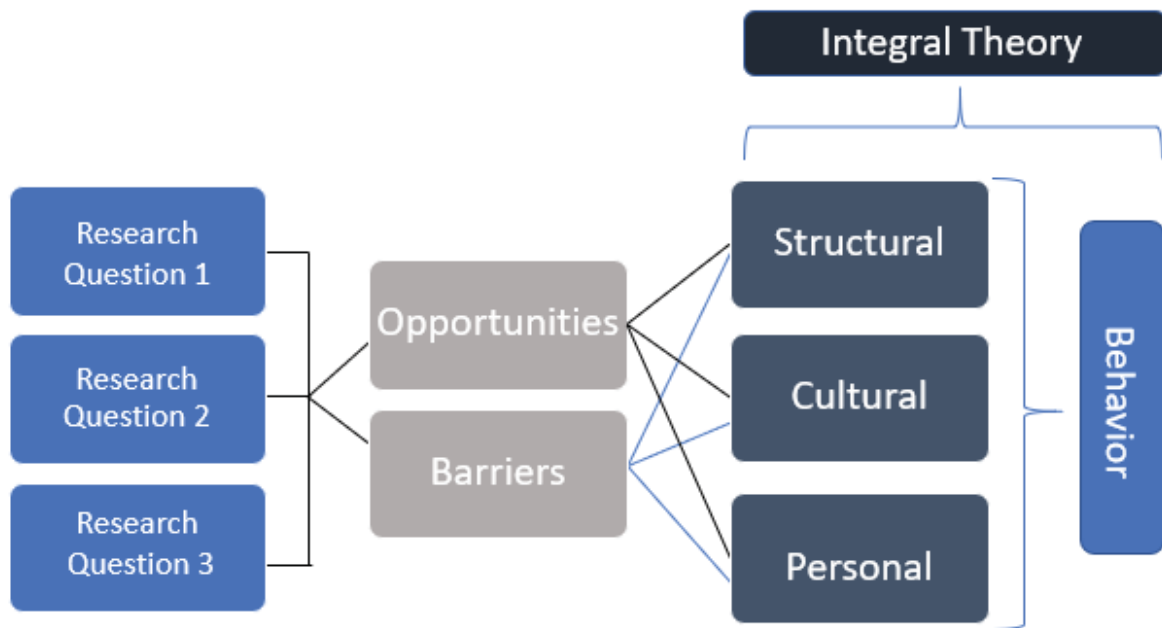 Integral Theory
Research
Question 1
Research
Question 2
Research
Question 3
Opportunities
Barriers
Structural
Cultural
Personal
Behavior